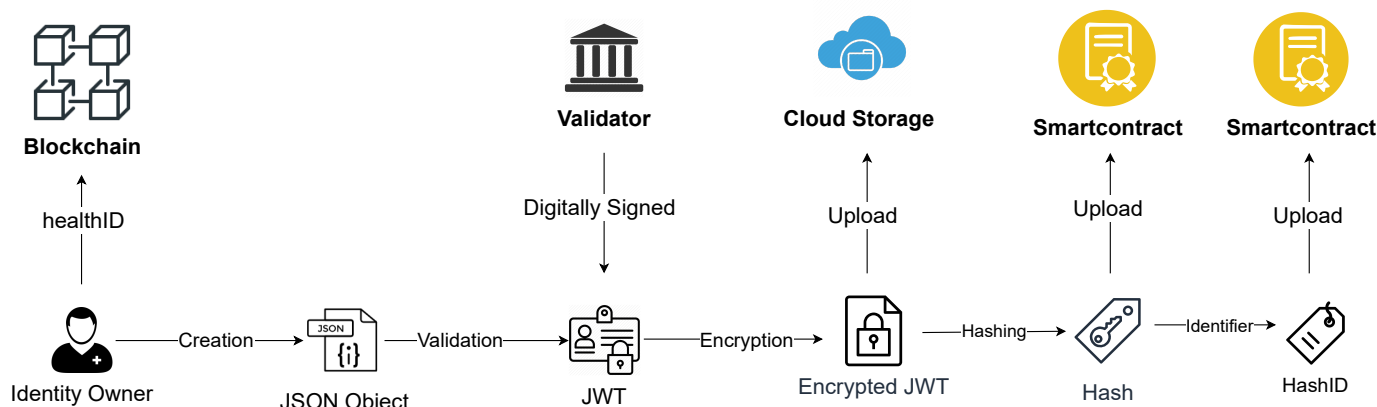 Blockchain
Validator
Cloud Storage
Smartcontract
Smartcontract
healthID
Digitally Signed
Upload
Upload
Upload
Creation
JSON
{i}
Validation
Encryption
Hashing
Identifier
Identity Owner
JSON Object
JWT
Encrypted JWT
Hash
HashID